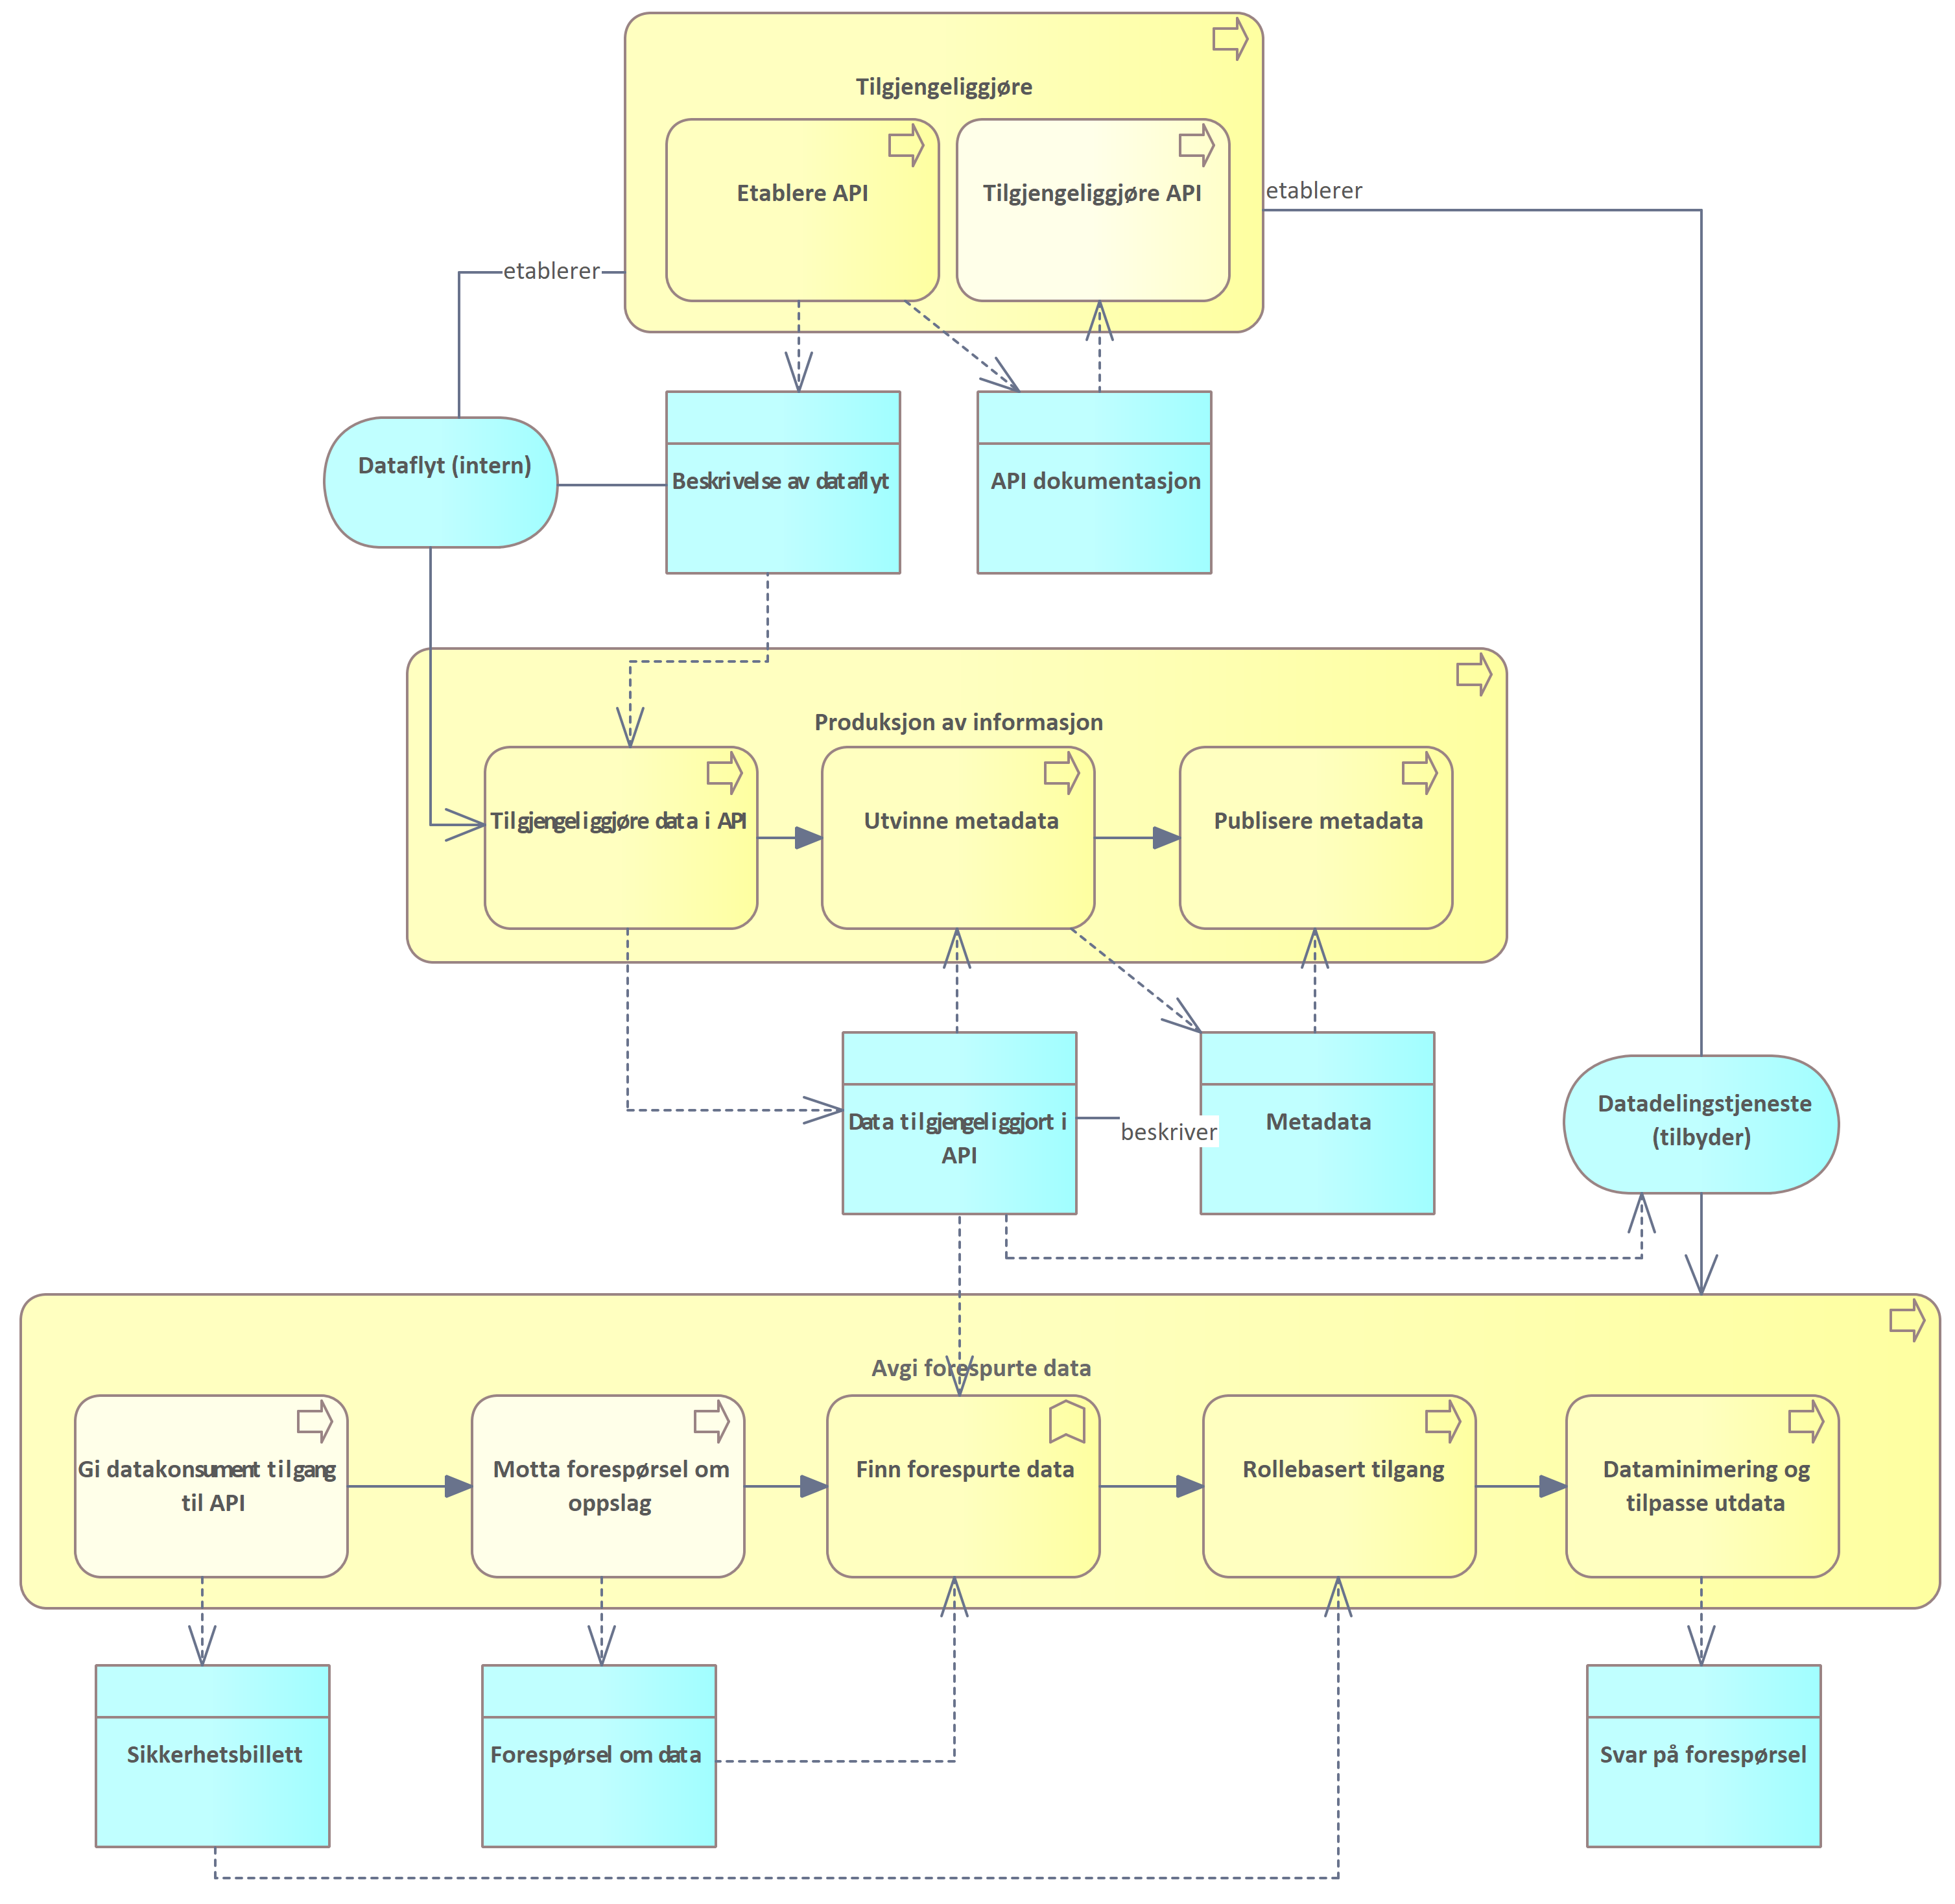 Tilgjengeliggjøre
Etablere API
Tilgjengeliggjøre API
etablerer
etablerer
Dataflyt (intern)
Beskrivelse av dataflyt
API dokumentasjon
Produksjon av informasjon
Tilgjengeliggjøre data i API
Utvinne metadata
Publisere metadata
Data tilgjengeliggjort i
API
beskriver
Metadata
Datadelingstjeneste
(tilbyder)
Avgi forespurte data
Gi datakonsument tilgang
til API
Motta forespørsel om
oppslag
Finn forespurte data
Rollebasert tilgang
Dataminimering og
tilpasse utdata
Sikkerhetsbillett
Forespørsel om data
Svar på forespørsel